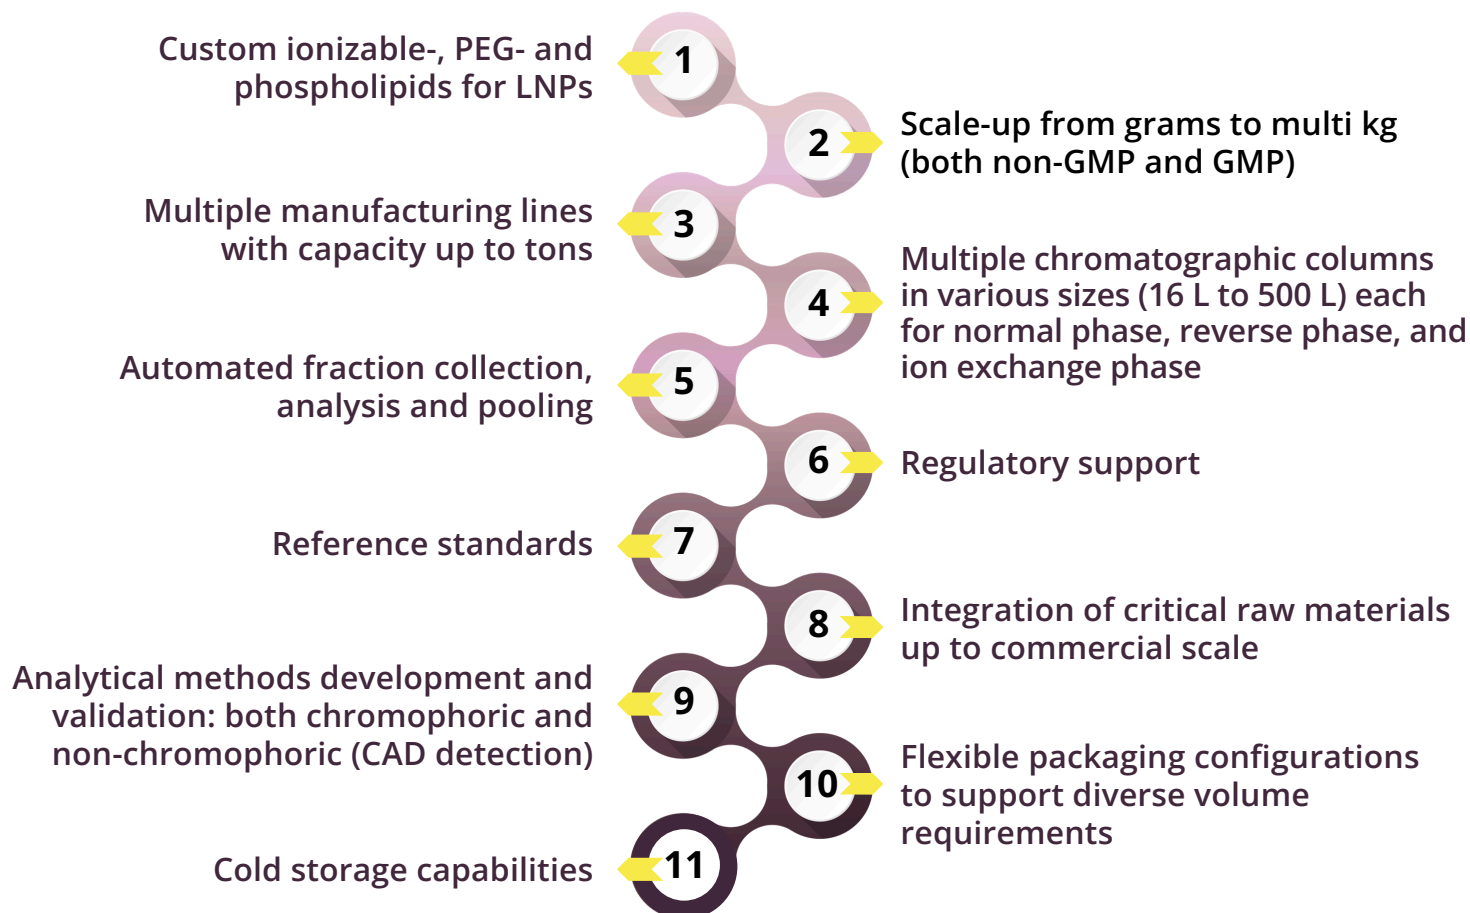 1
Custom ionizable-, PEG- and
phospholipids for LNPs
2
Scale-up from grams to multi kg
(both non-GMP and GMP)
3
Multiple manufacturing lines
with capacity up to tons
4
Multiple chromatographic columns
in various sizes (16 L to 500 L) each
for normal phase, reverse phase, and
ion exchange phase
5
Automated fraction collection,
analysis and pooling
6
Regulatory support
7
Reference standards
8
Integration of critical raw materials
up to commercial scale
9
Analytical methods development and
validation: both chromophoric and
non-chromophoric (CAD detection)
10
Flexible packaging configurations
to support diverse volume
requirements
11
Cold storage capabilities